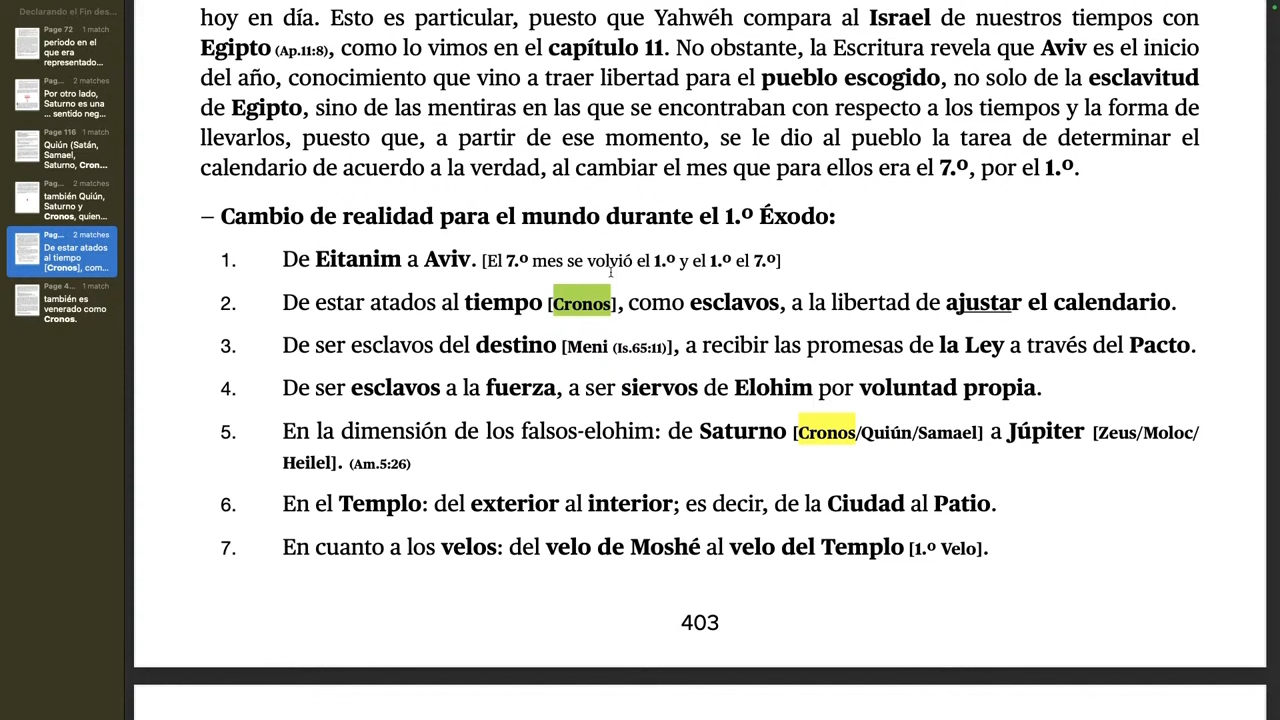 Declarando el Fin des...
Page 72 1 match
periodo en el
que era
representado...
Pag... 2 matches
Por otro lado,
Saturno es una
... sentido neg...
Page 116 1 match
Quiún (Satán,
Samael,
Saturno, Cron...
Pag... 2 matches
también Quiún,
Saturno y
Cronos, quien...
Pag... 2 matches
De estar atados
al tiempo
[Cronos], com...
Page 4... 1 match
también es
venerado como
Cronos.
hoy en día. Esto es particular, puesto que Yahwéh compara al Israel de nuestros tiempos con
Egipto (Ap.11:8), como lo vimos en el capítulo 11. No obstante, la Escritura revela que Aviv es el inicio
del año, conocimiento que vino a traer libertad para el pueblo escogido, no solo de la esclavitud
de Egipto, sino de las mentiras en las que se encontraban con respecto a los tiempos y la forma de
llevarlos, puesto que, a partir de ese momento, se le dio al pueblo la tarea de determinar el
calendario de acuerdo a la verdad, al cambiar el mes que para ellos era el 7.º, por el 1.º.
– Cambio de realidad para el mundo durante el 1.º Éxodo:
1. De Eitanim a Aviv. [El 7.º mes se volvió el 1.º y el 1.º el 7.º]
2. De estar atados al tiempo [Cronos], como esclavos, a la libertad de ajustar el calendario.
3. De ser esclavos del destino [Meni (Is.65:11)], a recibir las promesas de la Ley a través del Pacto.
4. De ser esclavos a la fuerza, a ser siervos de Elohim por voluntad propia.
5. En la dimensión de los falsos-elohim: de Saturno [Cronos/Quiún/Samael] a Júpiter [Zeus/Moloc/
Heilel]. (Am.5:26)
6. En el Templo: del exterior al interior; es decir, de la Ciudad al Patio.
7. En cuanto a los velos: del velo de Moshé al velo del Templo [1.º Velo].
403